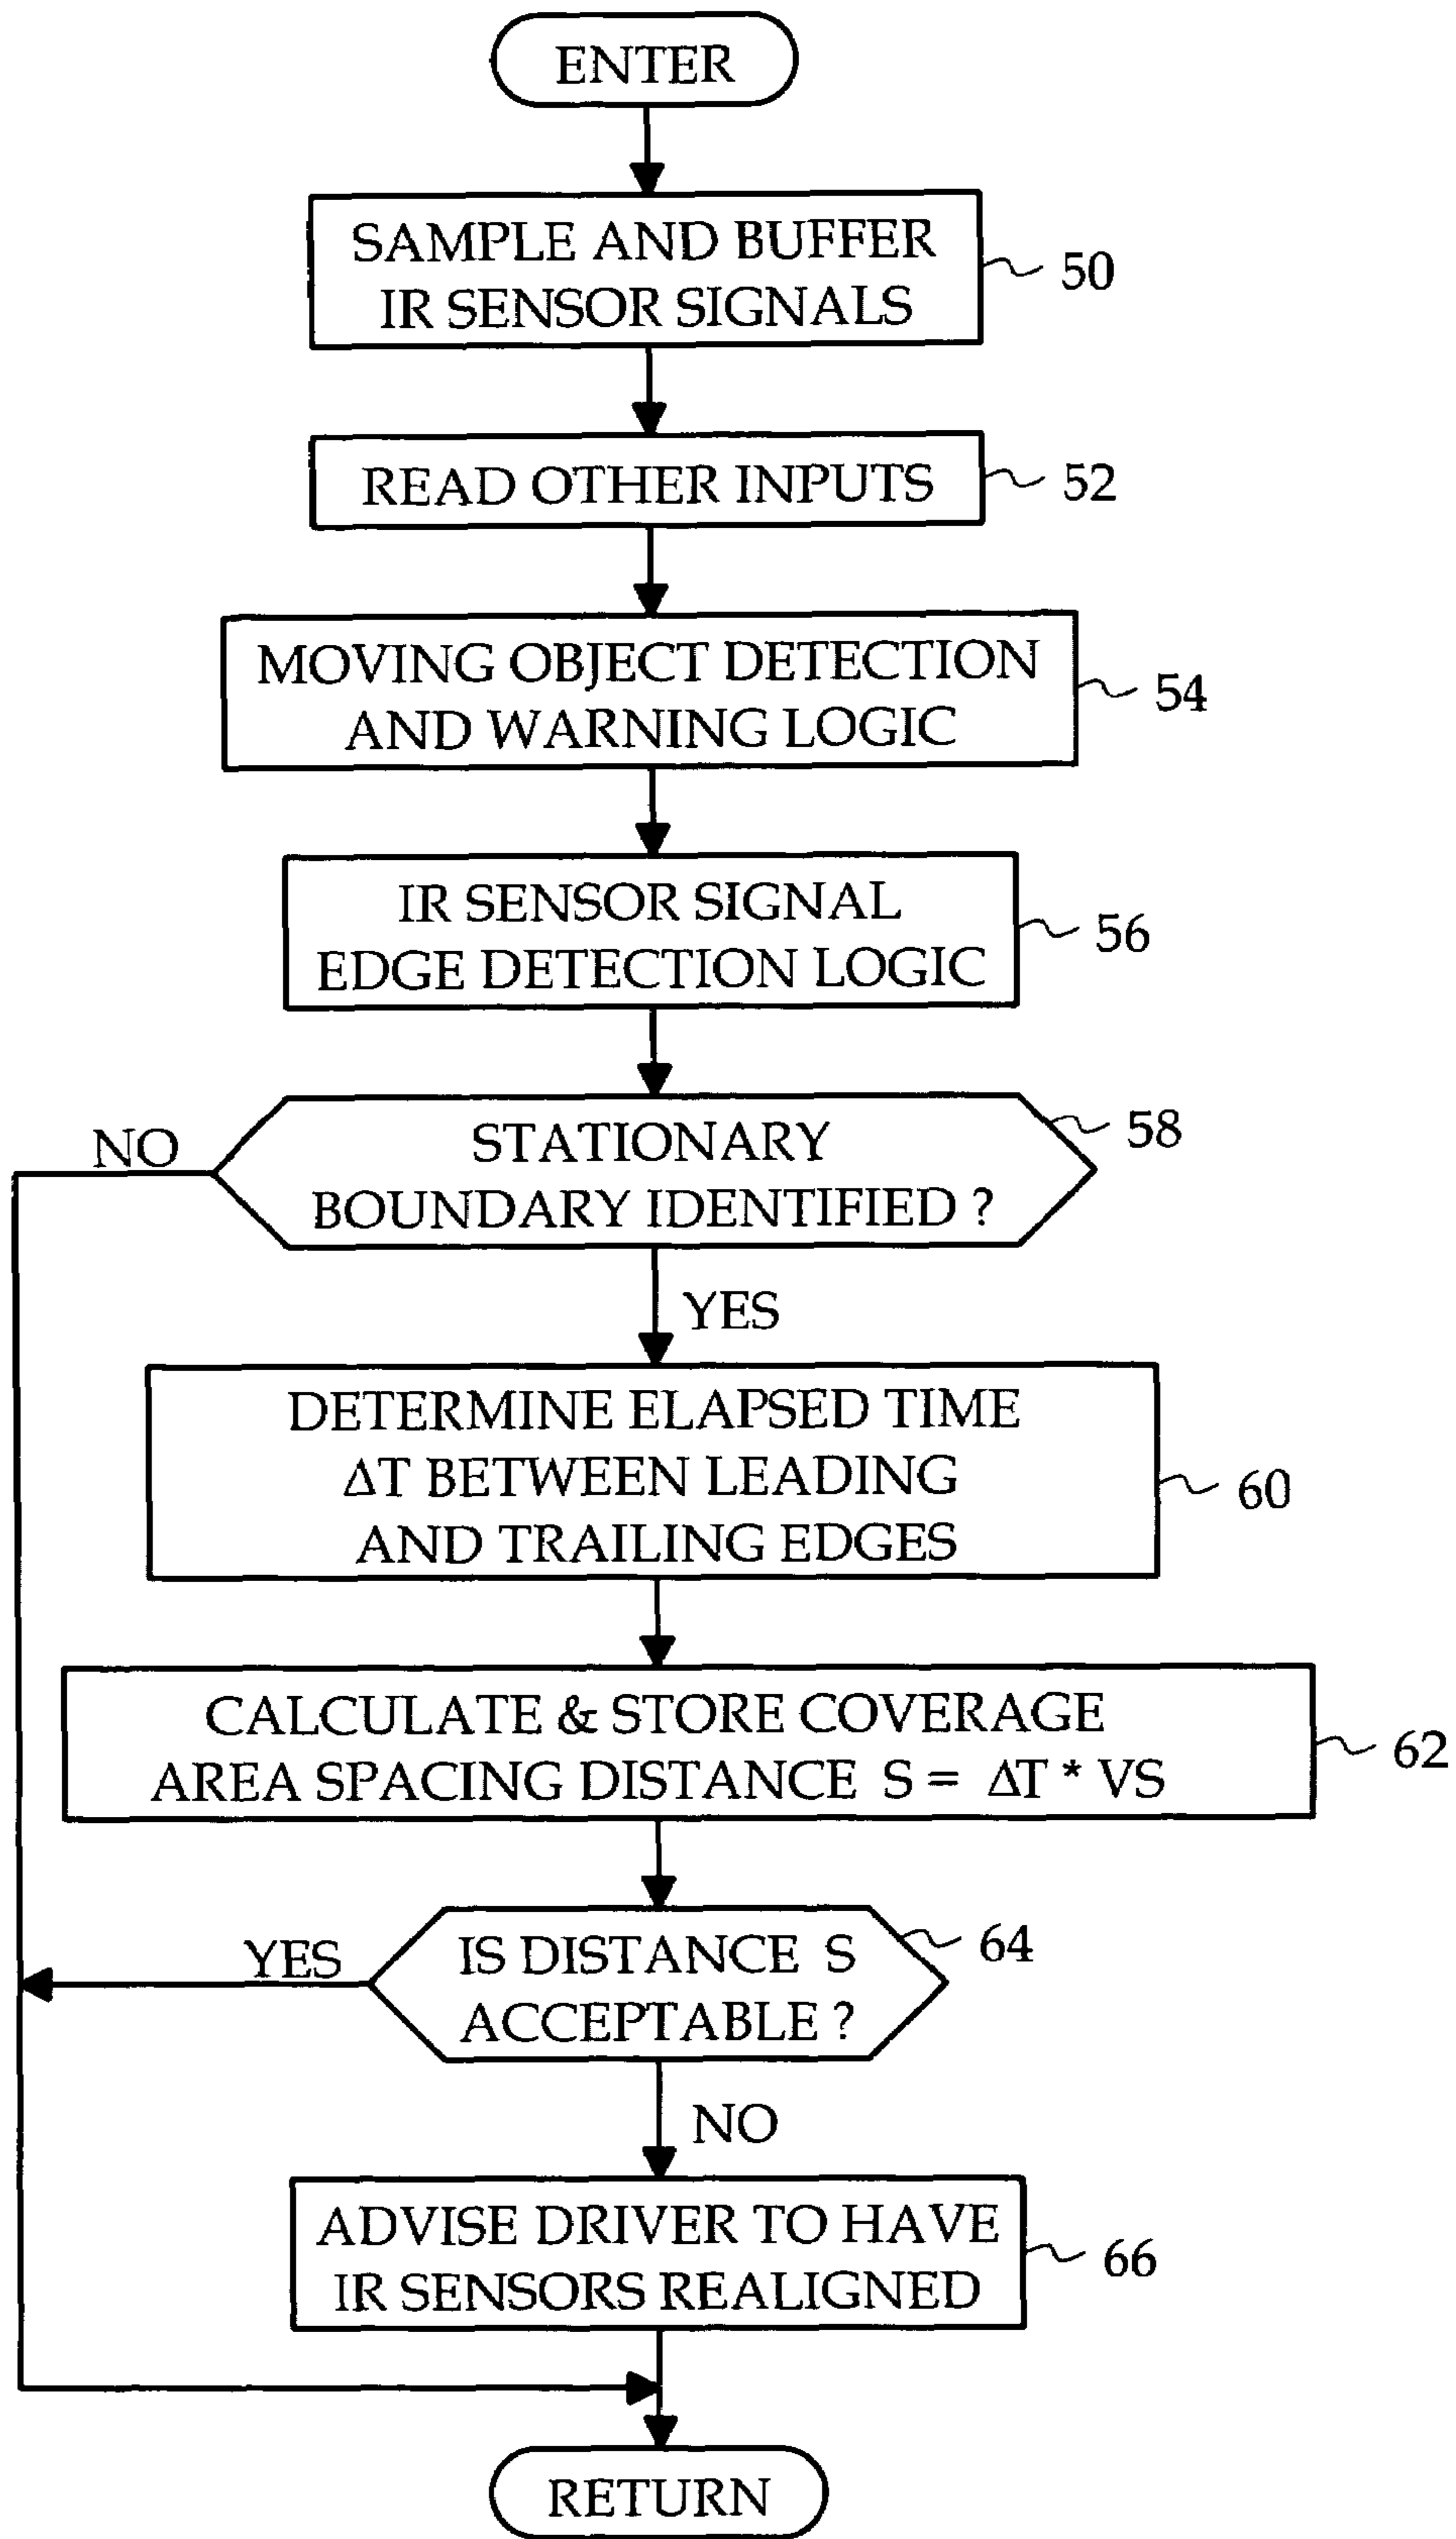 ENTER
SAMPLE AND BUFFER
IR SENSOR SIGNALS
50
READ OTHER INPUTS
52
MOVING OBJECT DETECTION
AND WARNING LOGIC
54
IR SENSOR SIGNAL
EDGE DETECTION LOGIC
56
STATIONARY
BOUNDARY IDENTIFIED ?
58
NO
YES
DETERMINE ELAPSED TIME
ΔT BETWEEN LEADING
AND TRAILING EDGES
60
CALCULATE & STORE COVERAGE
AREA SPACING DISTANCE S = ΔT * VS
62
IS DISTANCE S
ACCEPTABLE ?
64
YES
NO
ADVISE DRIVER TO HAVE
IR SENSORS REALIGNED
66
RETURN